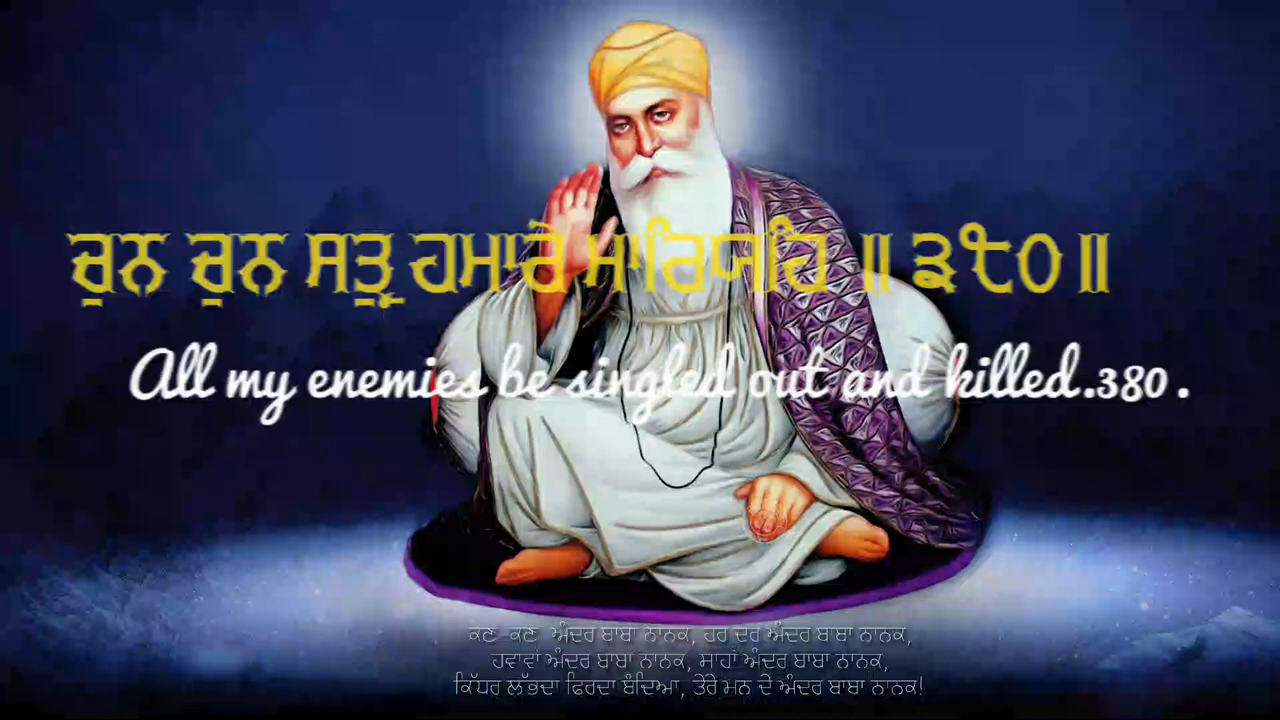 ਚੁਨ ਚੁਨ ਸਤ੍ਰੂ ਹਮਾਰੇ ਮਾਰਿਯਹਿ ॥ ੩੮੦॥
All my enemies be singled out and killed.380 .
ਕਣ-ਕਣ ਅੰਦਰ ਬਾਬਾ ਨਾਨਕ, ਹਰ ਦਰ ਅੰਦਰ ਬਾਬਾ ਨਾਨਕ,
ਹਵਾਵਾਂ ਅੰਦਰ ਬਾਬਾ ਨਾਨਕ, ਸਾਹਾਂ ਅੰਦਰ ਬਾਬਾ ਨਾਨਕ,
ਕਿੱਧਰ ਲੱਭਦਾ ਫਿਰਦਾ ਬੰਦਿਆ, ਤੇਰੇ ਮਨ ਦੇ ਅੰਦਰ ਬਾਬਾ ਨਾਨਕ!